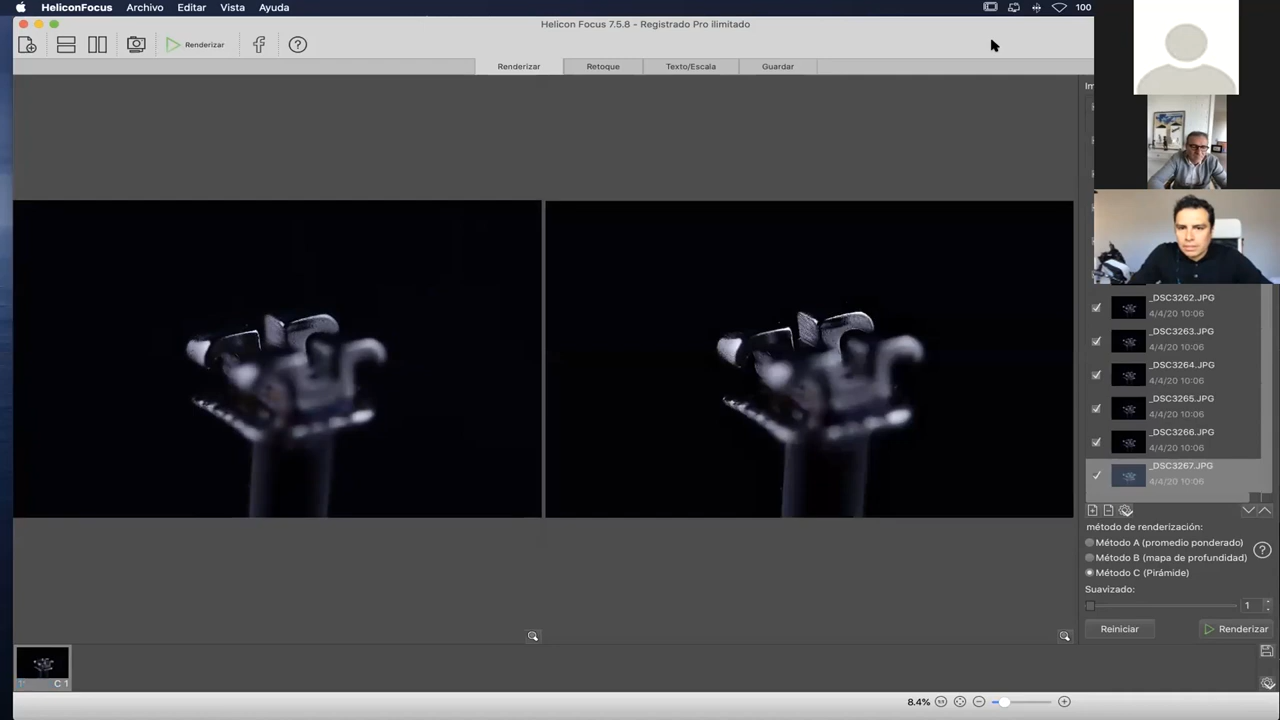 HeliconFocus Archivo Editar Vista Ayuda 100
Helicon Focus 7.5.8 - Registrado Pro ilimitado
Renderizar
Renderizar Retoque Texto/Escala Guardar
_DSC3262.JPG
4/4/20 10:06
_DSC3263.JPG
4/4/20 10:06
_DSC3264.JPG
4/4/20 10:06
_DSC3265.JPG
4/4/20 10:06
_DSC3266.JPG
4/4/20 10:06
_DSC3267.JPG
4/4/20 10:06
método de renderización:
Método A (promedio ponderado)
Método B (mapa de profundidad)
Método C (Pirámide)
Suavizado:
1
Reiniciar Renderizar
C 1
8.4%